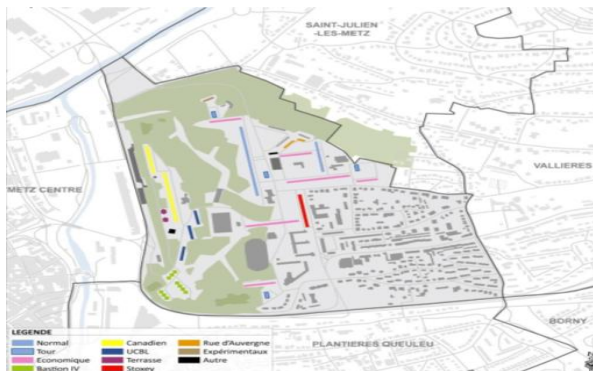 SAINT-JULIEN
-LES-METZ
VALLIERES
METZ CENTRE
BORNY
PLANTIERES QUEULEU
LEGENDE
Normal
Tour
Economique
Bastion IV
Canadien
UCBL
Terrasse
Stoxey
Rue d'Auvergne
Expérimentaux
Autre